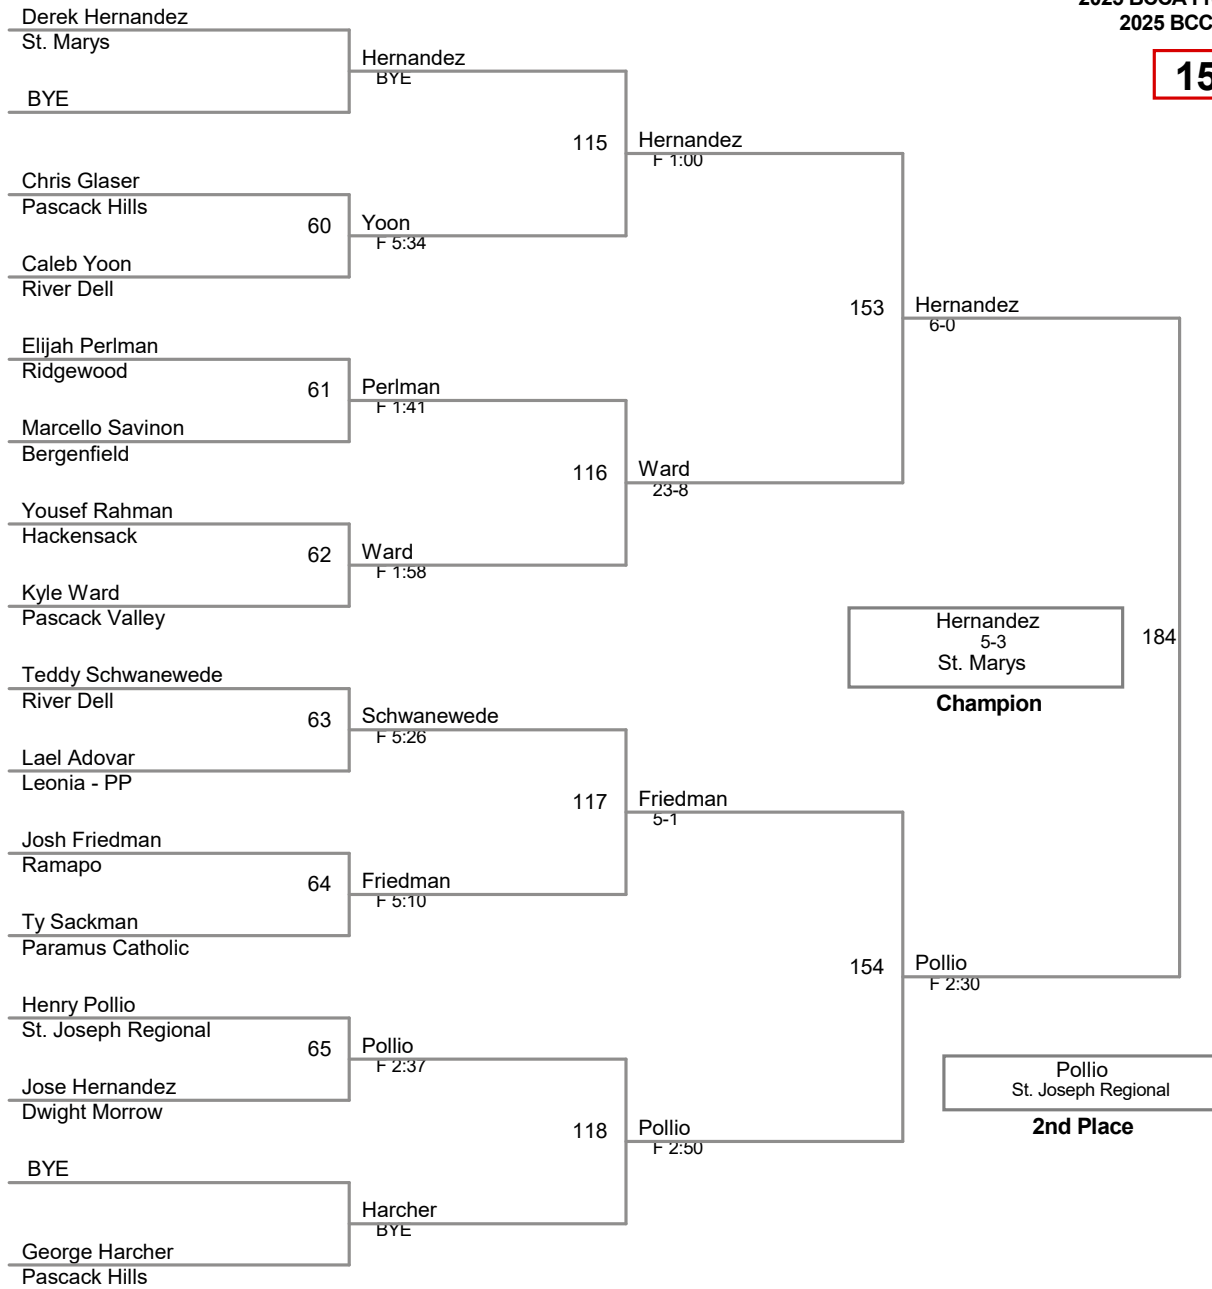 2025 BCC
15
Derek Hernandez
St. Marys
BYE
Hernandez
BYE
115
Hernandez
F 1:00
Chris Glaser
Pascack Hills
60
Yoon
F 5:34
Caleb Yoon
River Dell
153
Hernandez
6-0
Elijah Perlman
Ridgewood
61
Perlman
F 1:41
Marcello Savinon
Bergenfield
116
Ward
23-8
Yousef Rahman
Hackensack
62
Ward
F 1:58
Kyle Ward
Pascack Valley
Hernandez
5-3
St. Marys
Champion
184
Teddy Schwanewede
River Dell
63
Schwanewede
F 5:26
Lael Adovar
Leonia - PP
117
Friedman
5-1
Josh Friedman
Ramapo
64
Friedman
F 5:10
Ty Sackman
Paramus Catholic
154
Pollio
F 2:30
Henry Pollio
St. Joseph Regional
65
Pollio
F 2:37
Jose Hernandez
Dwight Morrow
Pollio
St. Joseph Regional
2nd Place
118
Pollio
F 2:50
BYE
Harcher
BYE
George Harcher
Pascack Hills